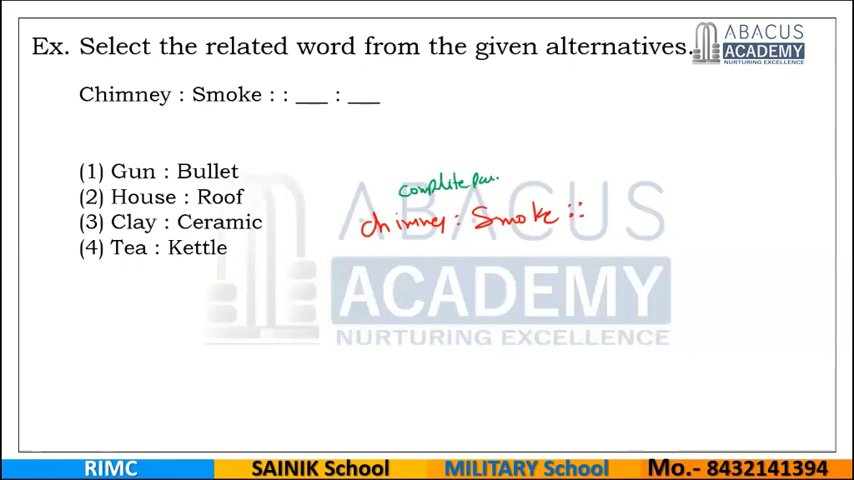 Ex. Select the related word from the given alternatives.
ABACUS
ACADEMY
NURTURING EXCELLENCE
Chimney : Smoke : : ___ : ___
(1) Gun : Bullet
(2) House : Roof
(3) Clay : Ceramic
(4) Tea : Kettle
complite
chimney : Smoke ::
ABACUS
ACADEMY
NURTURING EXCELLENCE
RIMC SAINIK School MILITARY School Mo.- 8432141394